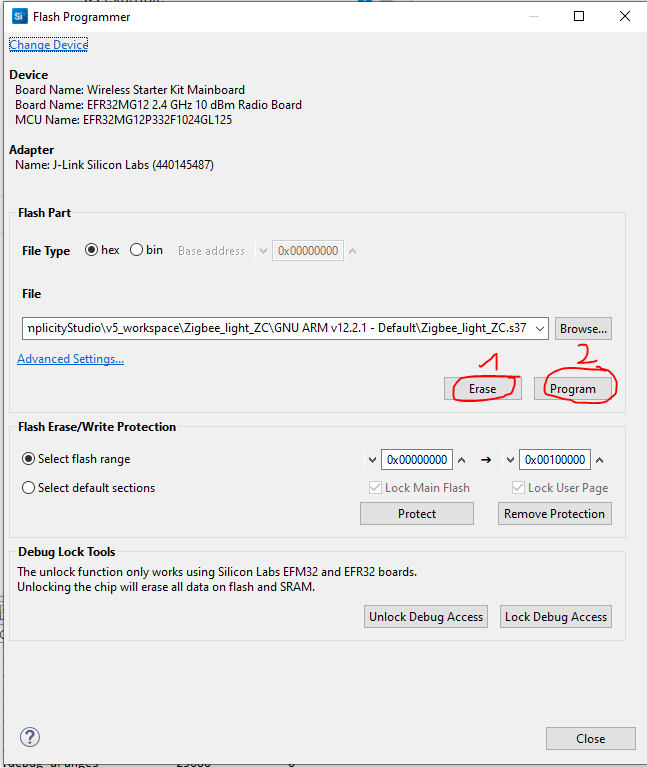 Si Flash Programmer
Change Device
Device
Board Name: Wireless Starter Kit Mainboard
Board Name: EFR32MG12 2.4 GHz 10 dBm Radio Board
MCU Name: EFR32MG12P332F1024GL125
Adapter
Name: J-Link Silicon Labs (440145487)
Flash Part
File Type hex bin Base address 0x00000000
File
nplicityStudio\v5_workspace\Zigbee_light_ZC\GNU ARM v12.2.1 - Default\Zigbee_light_ZC.s37 Browse...
Advanced Settings...
1 2
Erase Program
Flash Erase/Write Protection
Select flash range 0x00000000 → 0x00100000
Select default sections Lock Main Flash Lock User Page
Protect Remove Protection
Debug Lock Tools
The unlock function only works using Silicon Labs EFM32 and EFR32 boards.
Unlocking the chip will erase all data on flash and SRAM.
Unlock Debug Access Lock Debug Access
? Close